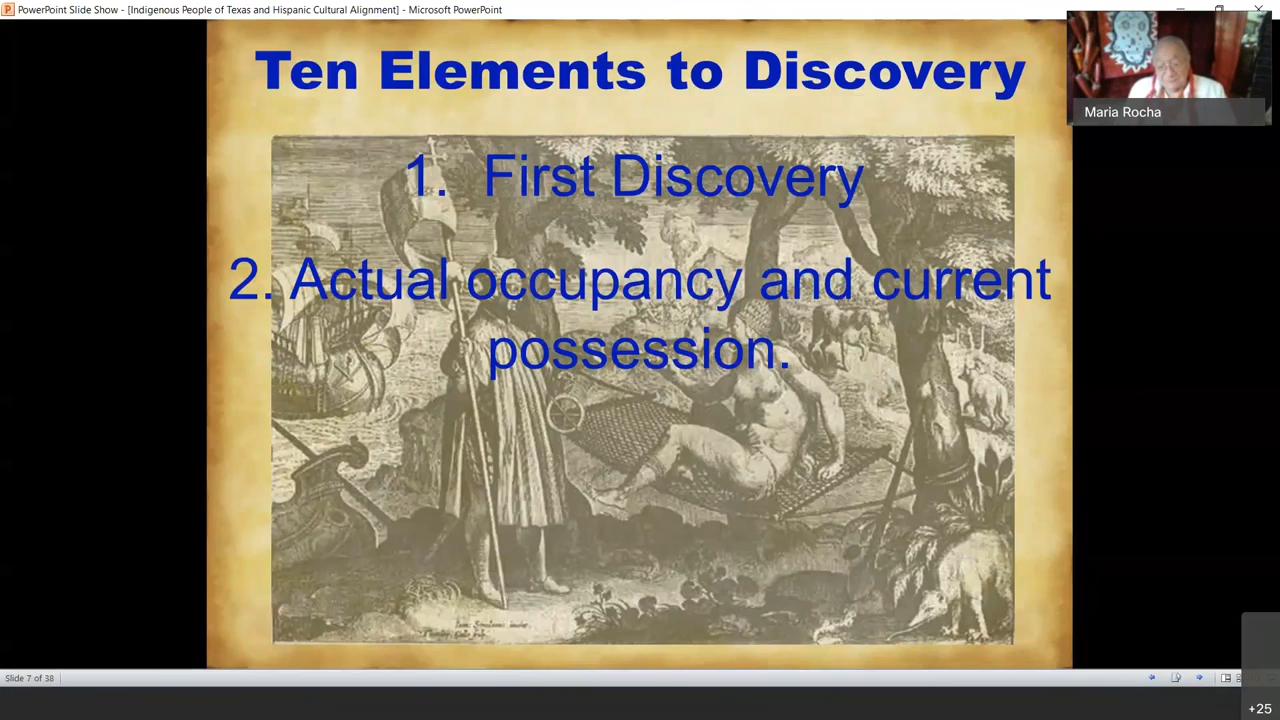 PowerPoint Slide Show - [Indigenous People of Texas and Hispanic Cultural Alignment] - Microsoft PowerPoint
Ten Elements to Discovery
Maria Rocha
1. First Discovery
2. Actual occupancy and current
possession.
Slide 7 of 38
+25